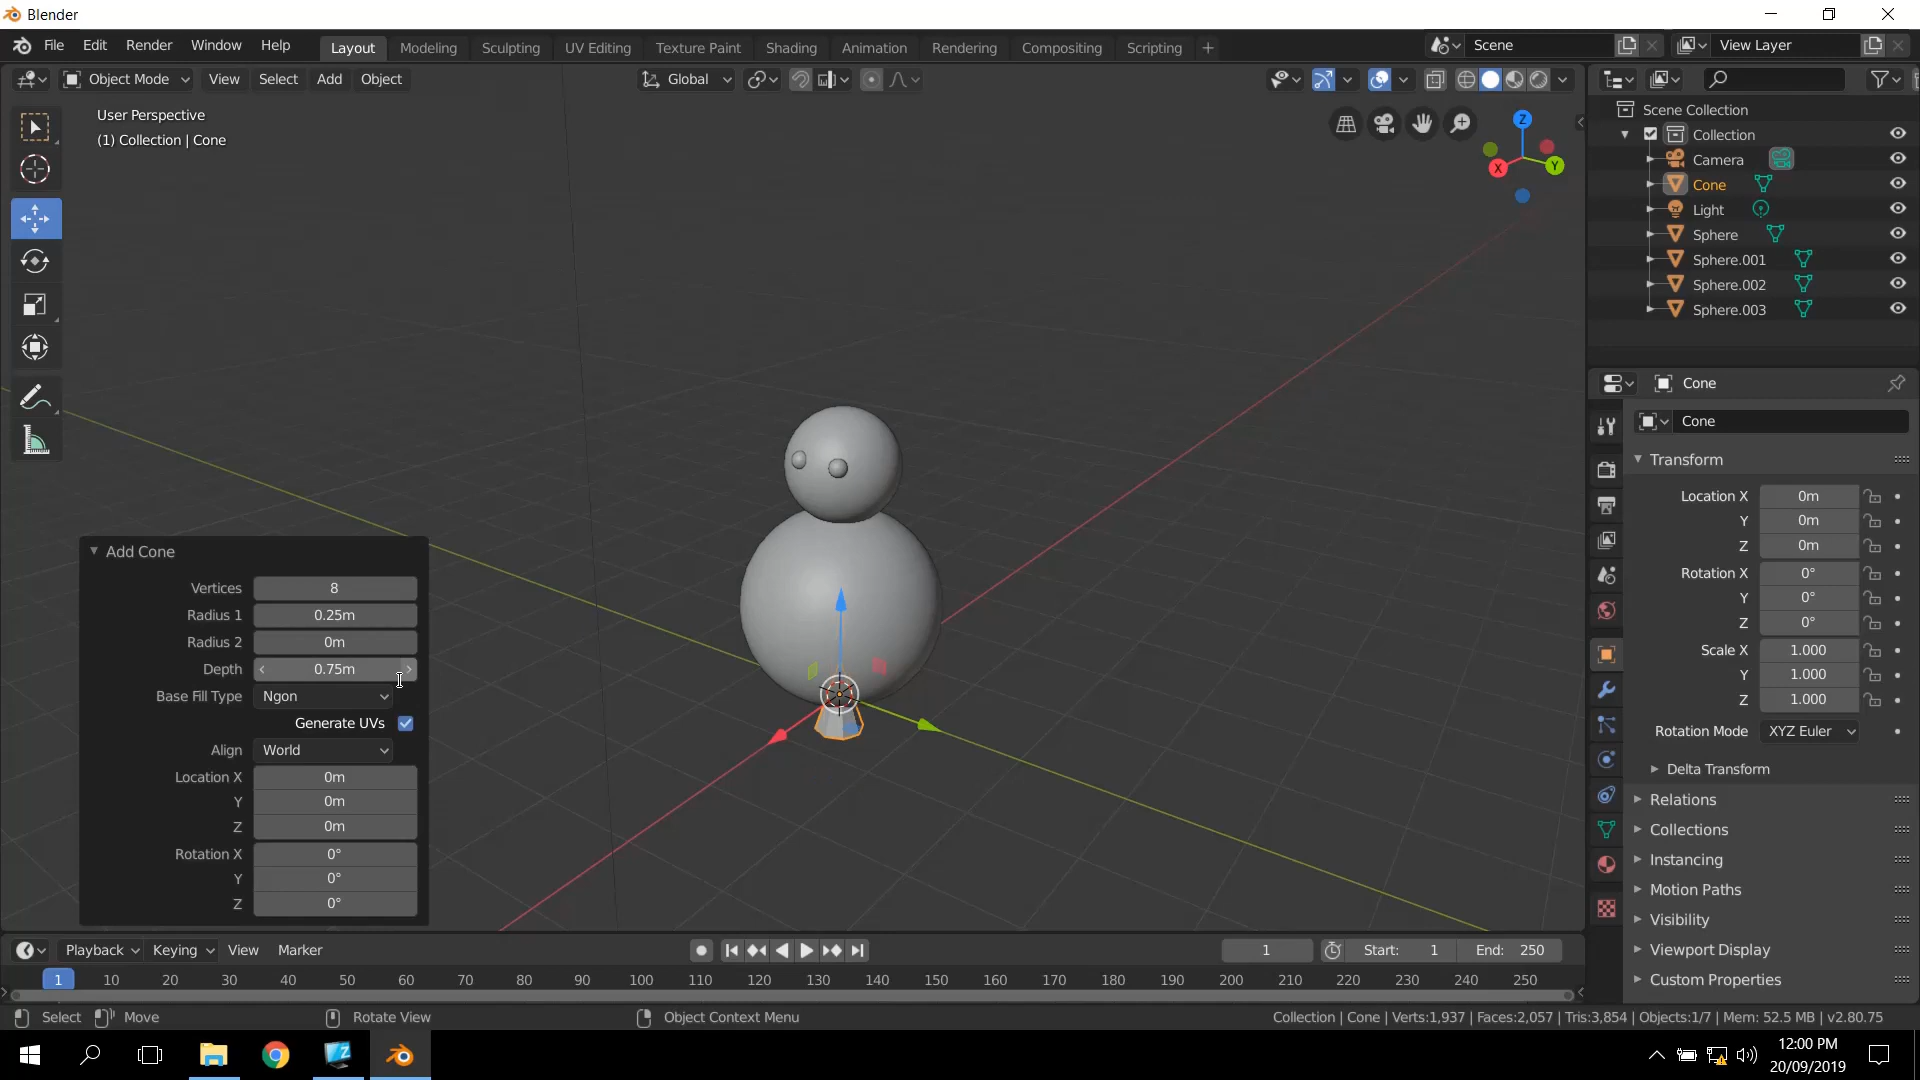 Blender
File Edit Render Window Help Layout Modeling Sculpting UV Editing Texture Paint Shading Animation Rendering Compositing Scripting + Scene View Layer
Object Mode View Select Add Object Global
User Perspective
(1) Collection | Cone
Z
X
Y
Scene Collection
Collection
Camera
Cone
Light
Sphere
Sphere.001
Sphere.002
Sphere.003
Cone
Cone
Transform
Location X 0m
Y 0m
Z 0m
Rotation X 0°
Y 0°
Z 0°
Scale X 1.000
Y 1.000
Z 1.000
Rotation Mode XYZ Euler
Delta Transform
Relations
Collections
Instancing
Motion Paths
Visibility
Viewport Display
Custom Properties
Add Cone
Vertices 8
Radius 1 0.25m
Radius 2 0m
Depth 0.75m
Base Fill Type Ngon
Generate UVs
Align World
Location X 0m
Y 0m
Z 0m
Rotation X 0°
Y 0°
Z 0°
Playback Keying View Marker 1 Start: 1 End: 250
1 10 20 30 40 50 60 70 80 90 100 110 120 130 140 150 160 170 180 190 200 210 220 230 240 250
Select Move Rotate View Object Context Menu Collection | Cone | Verts:1,937 | Faces:2,057 | Tris:3,854 | Objects:1/7 | Mem: 52.5 MB | v2.80.75
12:00 PM
20/09/2019